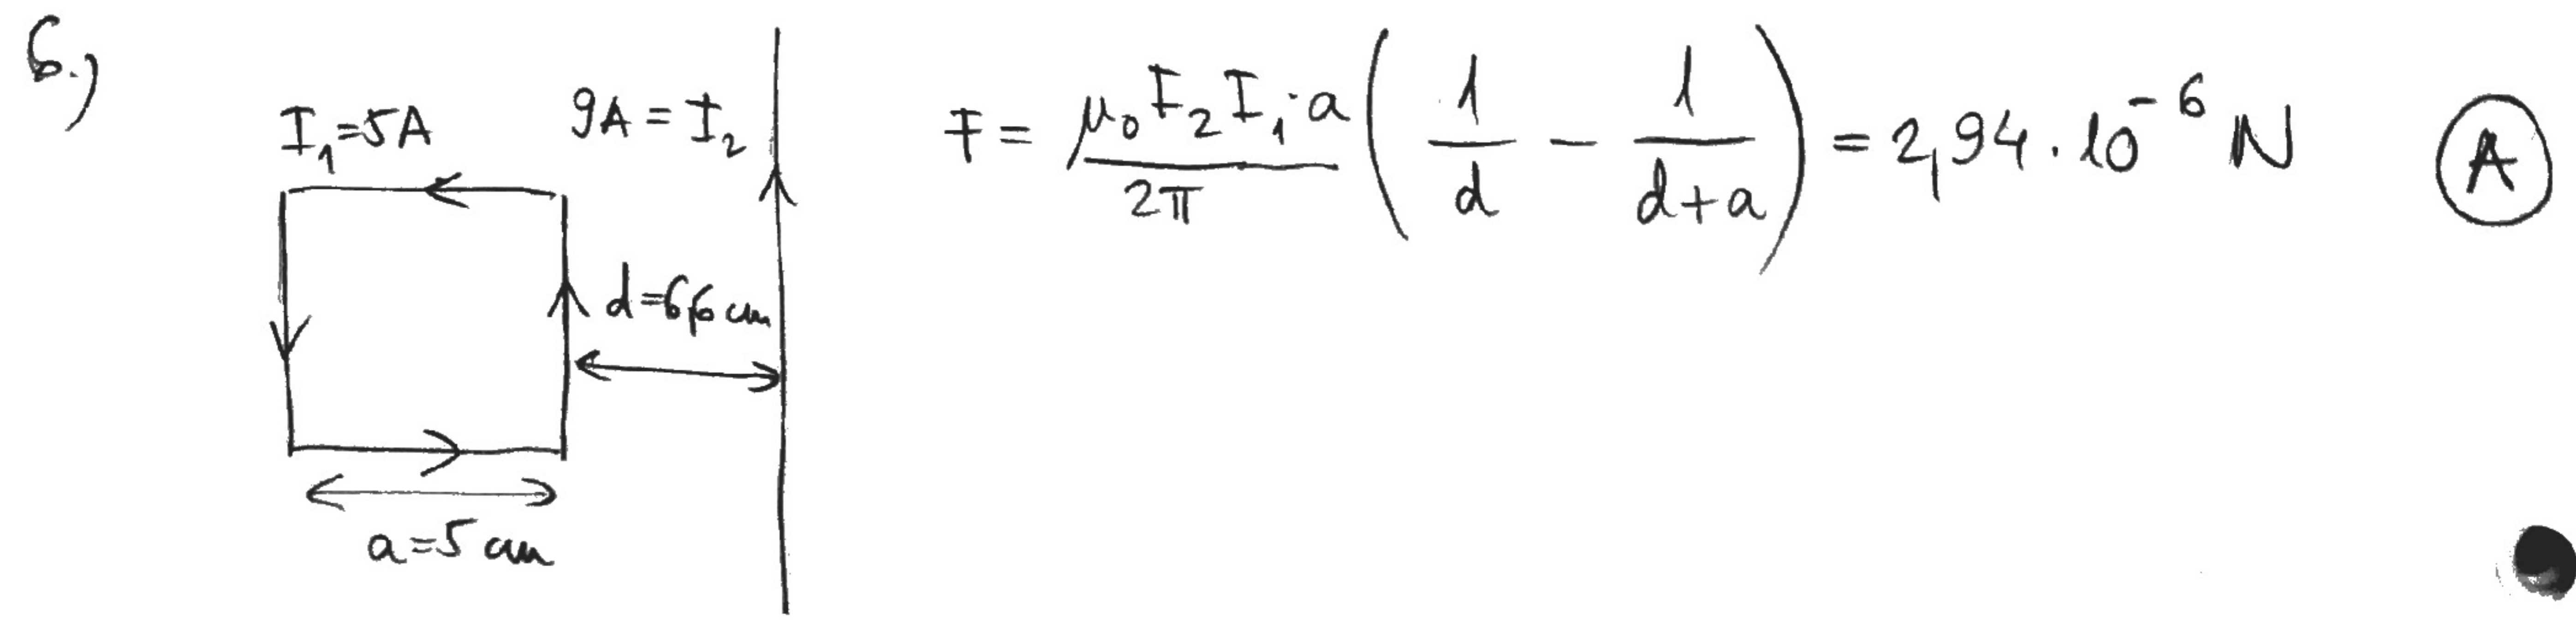 6.)
I₁=5A
9A = I₂
F = μ₀I₂I₁·a / 2π (1/d − 1/(d+a)) = 2,94·10⁻⁶ N
A
d=6,6 cm
a=5 cm